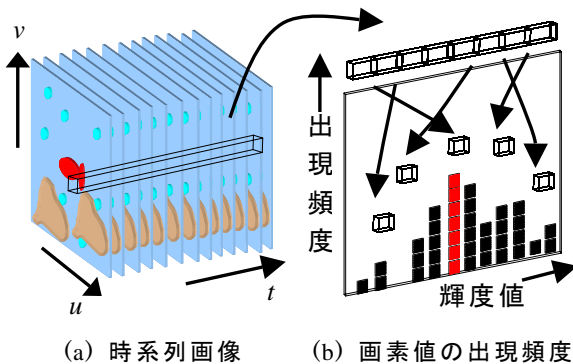 v
u
t
出現頻度
輝度値
(a) 時系列画像
(b) 画素値の出現頻度